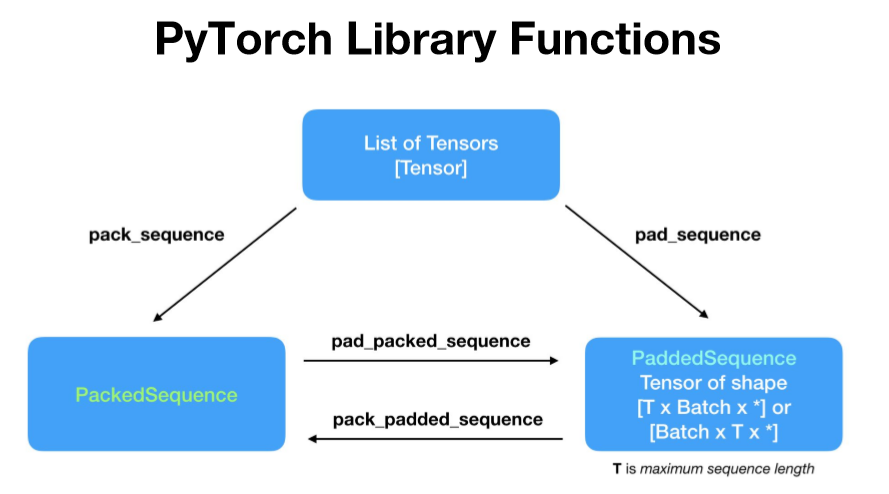 PyTorch Library Functions
List of Tensors
[Tensor]
pack_sequence
pad_sequence
pad_packed_sequence
PackedSequence
pack_padded_sequence
PaddedSequence
Tensor of shape
[T x Batch x *] or
[Batch x T x *]
T is maximum sequence length